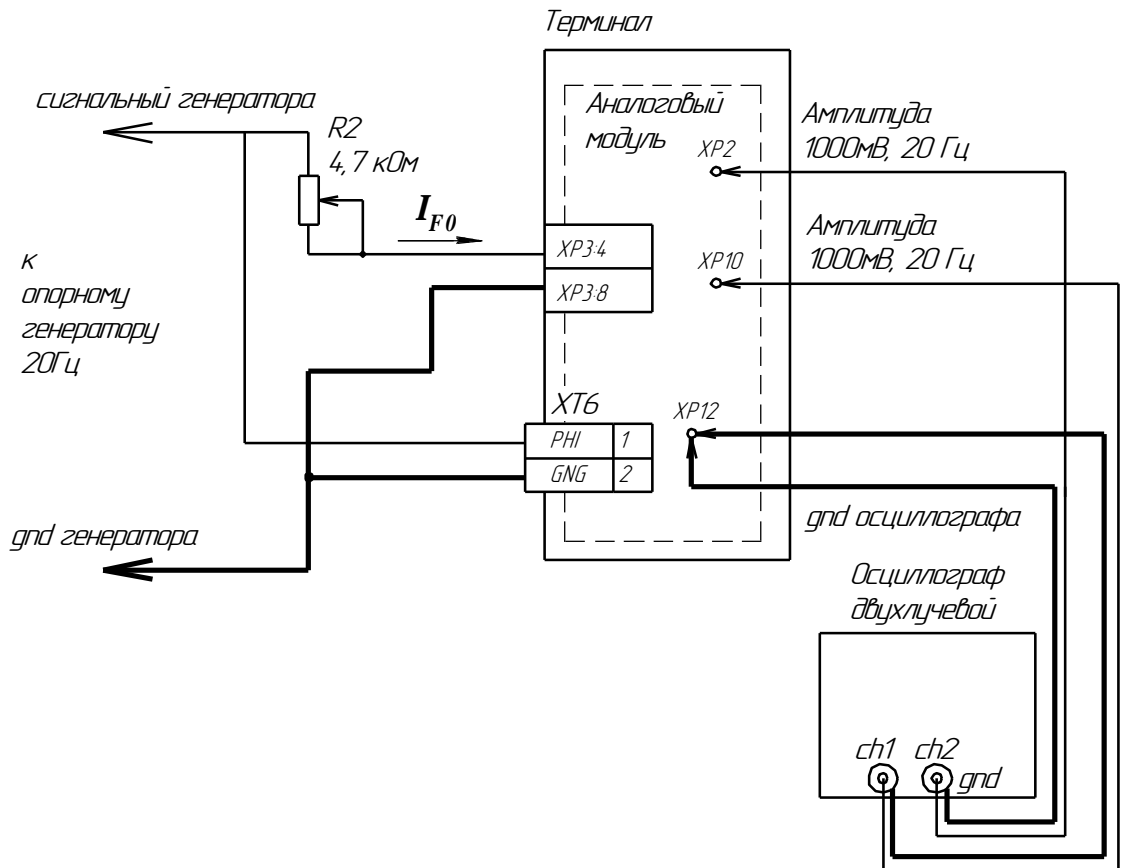 Терминал
сигнальный генератора
R2
4,7 кОм
I F0
к
опорному
генератору
20Гц
Аналоговый
модуль
XP2
Амплитуда
1000мВ, 20 Гц
XP10
Амплитуда
1000мВ, 20 Гц
XP3:4
XP3:8
XT6
PHI 1
GNG 2
XP12
gnd генератора
gnd осциллографа
Осциллограф
двухлучевой
ch1 ch2
gnd